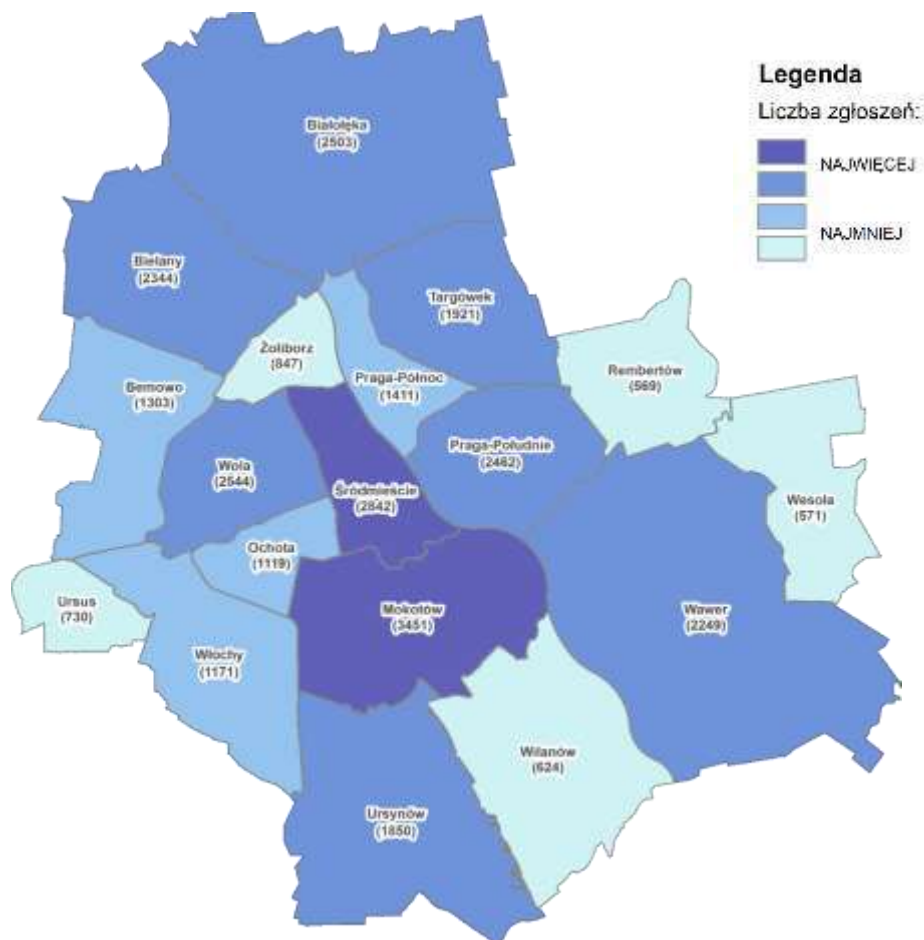 Legenda
Liczba zgłoszeń:
NAJWIĘCEJ
NAJMNIEJ
Białołęka
(2503)
Bielany
(2344)
Targówek
(1921)
Żoliborz
(847)
Rembertów
(569)
Bemowo
(1303)
Praga-Północ
(1411)
Praga-Południe
(2462)
Wola
(2544)
Śródmieście
(2842)
Wesoła
(571)
Ochota
(1119)
Ursus
(730)
Mokotów
(3451)
Wawer
(2249)
Włochy
(1171)
Wilanów
(624)
Ursynów
(1850)